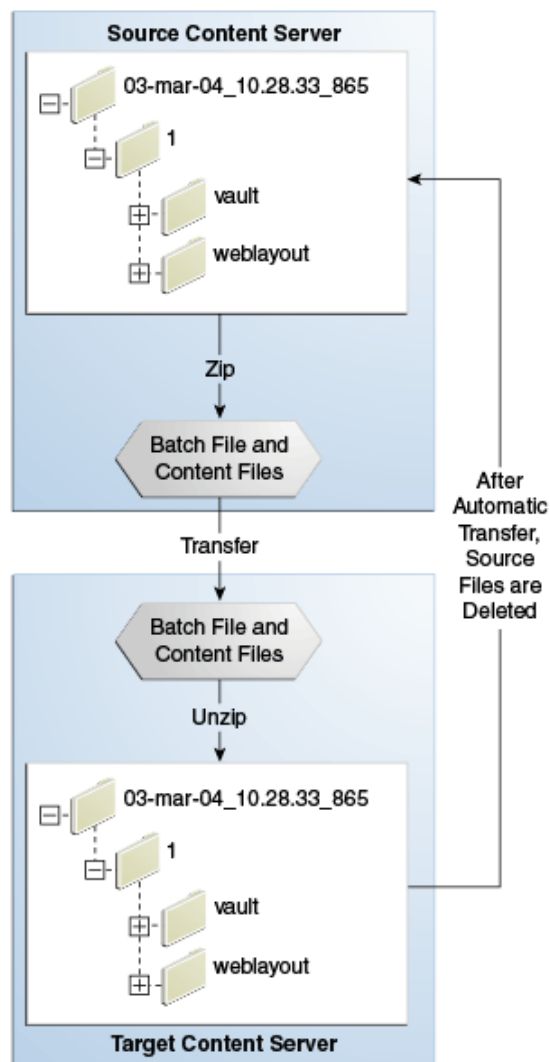 Source Content Server
03-mar-04_10.28.33_865
1
vault
weblayout
Zip
Batch File and
Content Files
Transfer
Batch File and
Content Files
Unzip
03-mar-04_10.28.33_865
1
vault
weblayout
Target Content Server
After
Automatic
Transfer,
Source
Files are
Deleted